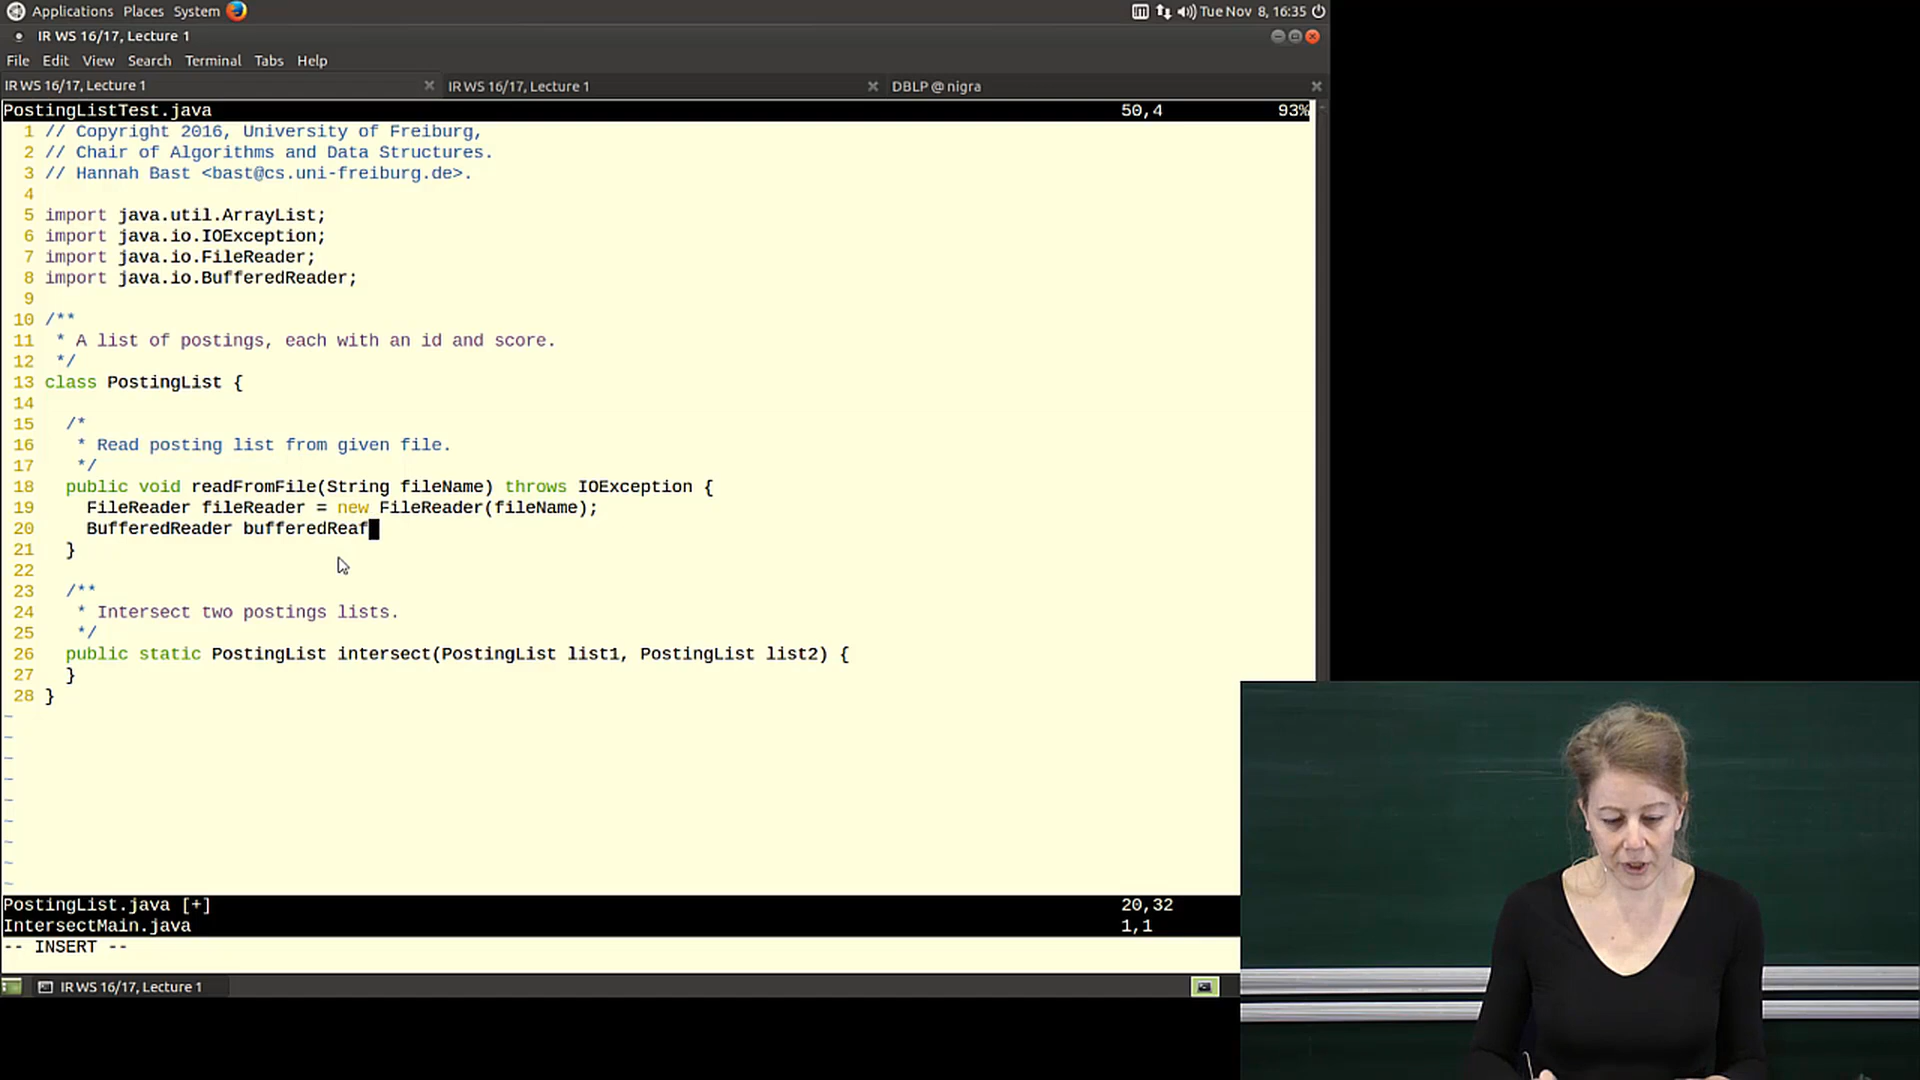 Applications Places System Tue Nov 8, 16:35
IR WS 16/17, Lecture 1
File Edit View Search Terminal Tabs Help
IR WS 16/17, Lecture 1 IR WS 16/17, Lecture 1 DBLP @ nigra
PostingListTest.java 50,4 93%
1 // Copyright 2016, University of Freiburg,
2 // Chair of Algorithms and Data Structures.
3 // Hannah Bast <bast@cs.uni-freiburg.de>.
4
5 import java.util.ArrayList;
6 import java.io.IOException;
7 import java.io.FileReader;
8 import java.io.BufferedReader;
9
10 /**
11 * A list of postings, each with an id and score.
12 */
13 class PostingList {
14
15 /*
16 * Read posting list from given file.
17 */
18 public void readFromFile(String fileName) throws IOException {
19 FileReader fileReader = new FileReader(fileName);
20 BufferedReader bufferedReaf
21 }
22
23 /**
24 * Intersect two postings lists.
25 */
26 public static PostingList intersect(PostingList list1, PostingList list2) {
27 }
28 }
~
~
~
~
~
~
~
~
~
PostingList.java [+] 20,32
IntersectMain.java 1,1
-- INSERT --
IR WS 16/17, Lecture 1